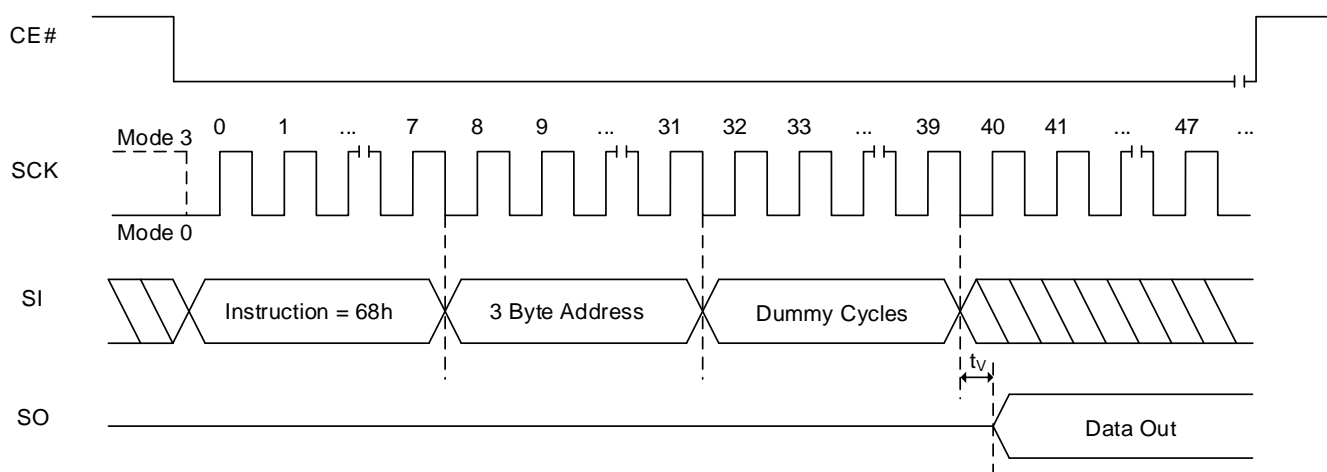 CE#
Mode 3 0 1 ... 7 8 9 ... 31 32 33 ... 39 40 41 ... 47 ...
SCK
Mode 0
SI Instruction = 68h 3 Byte Address Dummy Cycles
tV
SO Data Out